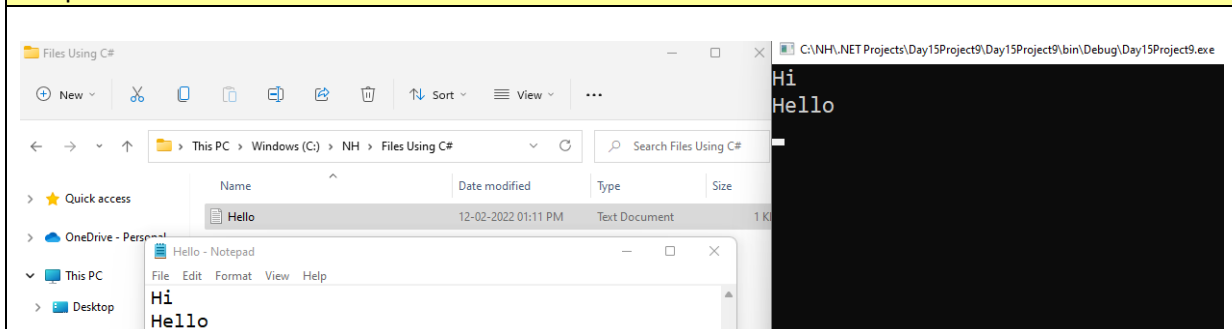 Files Using C#
C:\NH\.NET Projects\Day15Project9\Day15Project9\bin\Debug\Day15Project9.exe
Hi
Hello
New
Sort
View
This PC > Windows (C:) > NH > Files Using C#
Search Files Using C#
Name Date modified Type Size
Quick access
Hello 12-02-2022 01:11 PM Text Document 1
OneDrive -
Hello - Notepad
This PC
File Edit Format View Help
Hi
Desktop
Hello